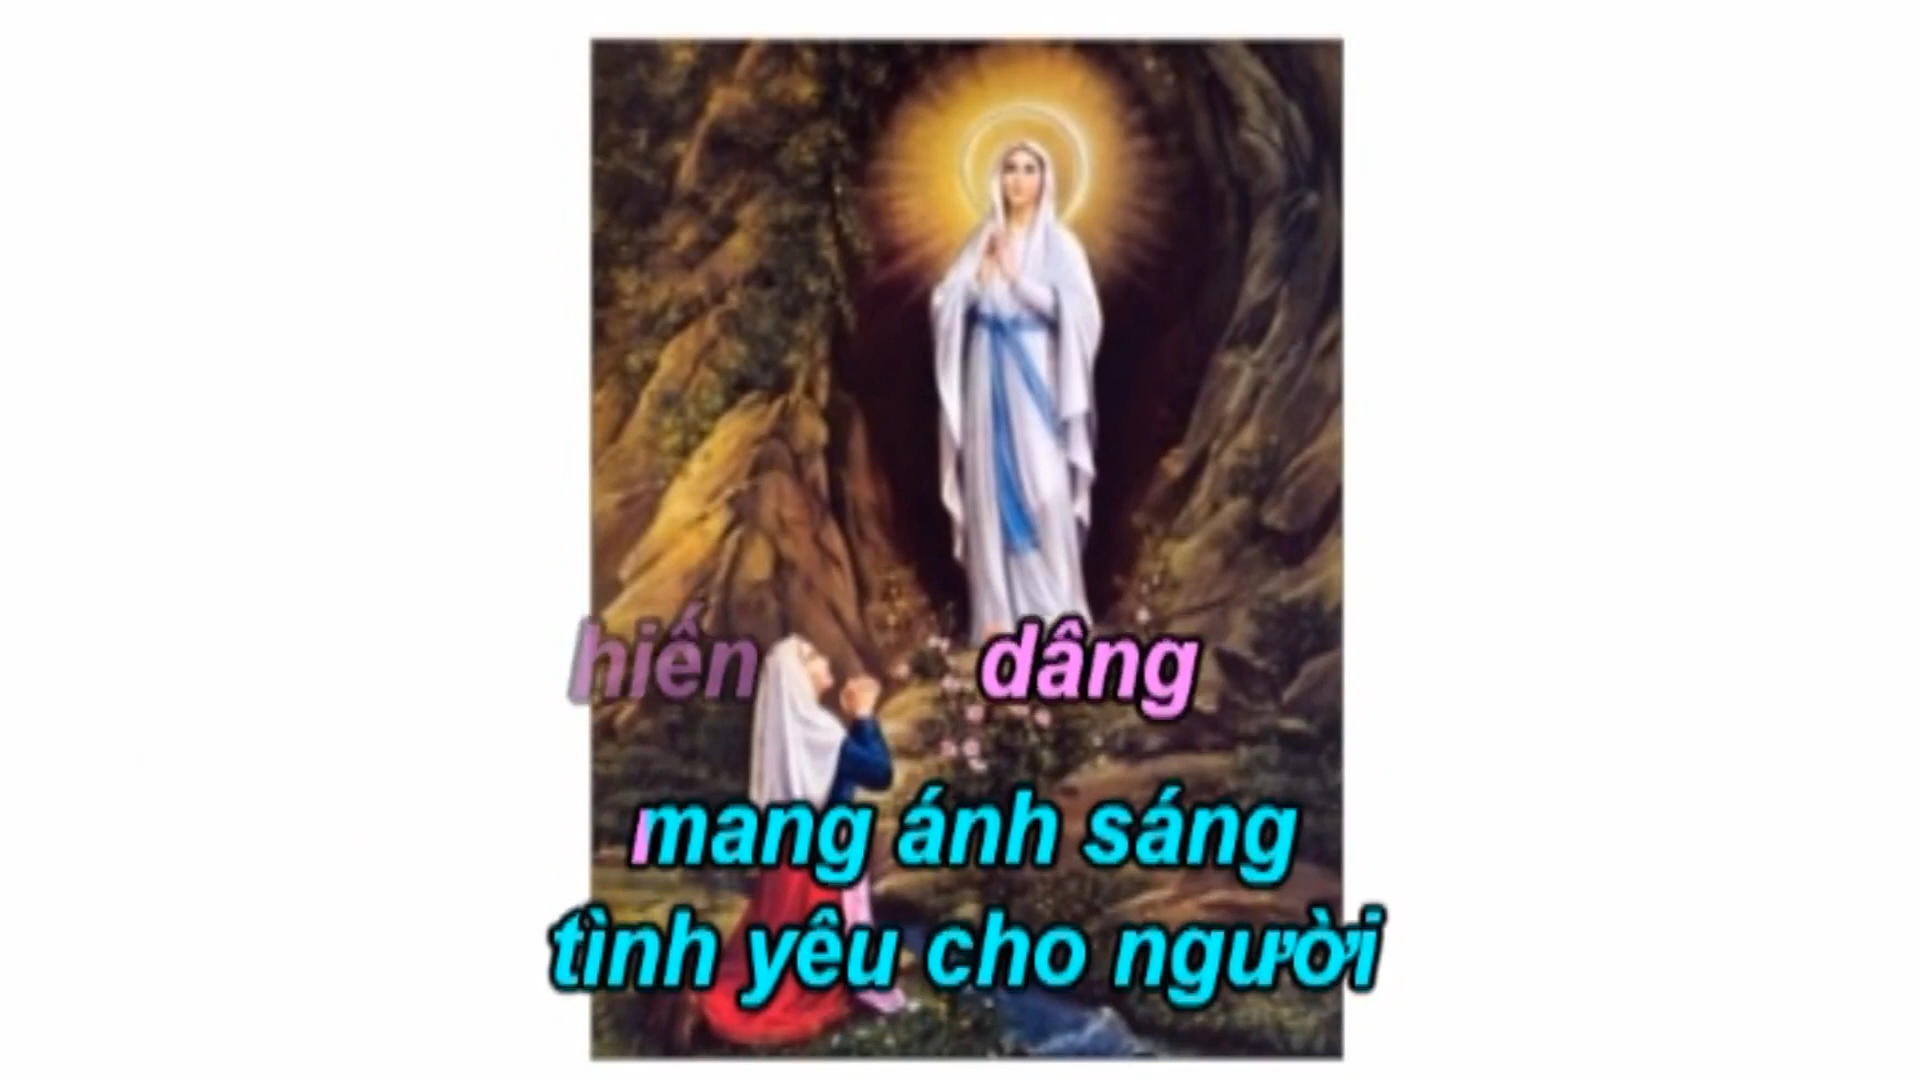 hiến dâng
mang ánh sáng
tình yêu cho người